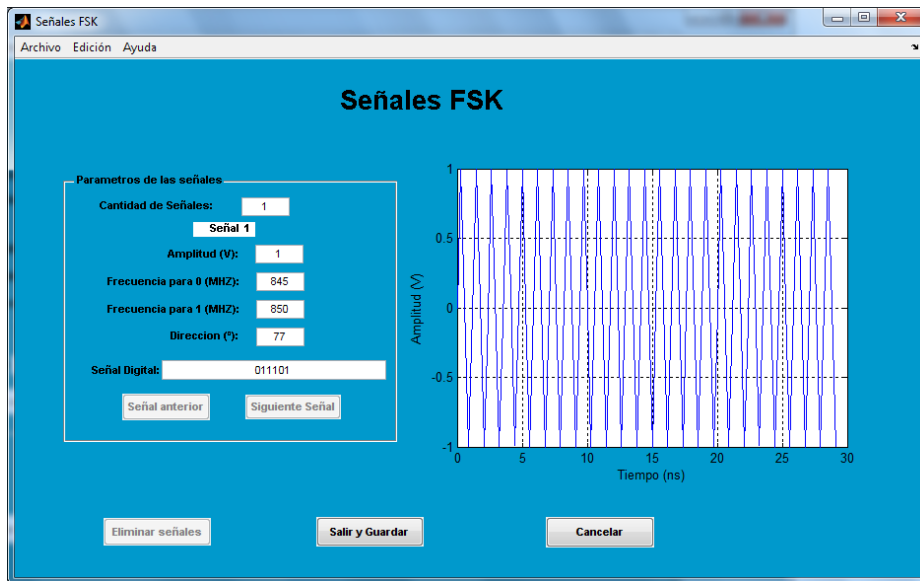 Señales FSK
Archivo Edición Ayuda
Señales FSK
Parametros de las señales
Cantidad de Señales: 1
Señal 1
Amplitud (V): 1
Frecuencia para 0 (MHZ): 845
Frecuencia para 1 (MHZ): 850
Direccion (º): 77
Señal Digital: 011101
Señal anterior Siguiente Señal
1
0.5
0
-0.5
-1
Amplitud (V)
0 5 10 15 20 25 30
Tiempo (ns)
Eliminar señales Salir y Guardar Cancelar